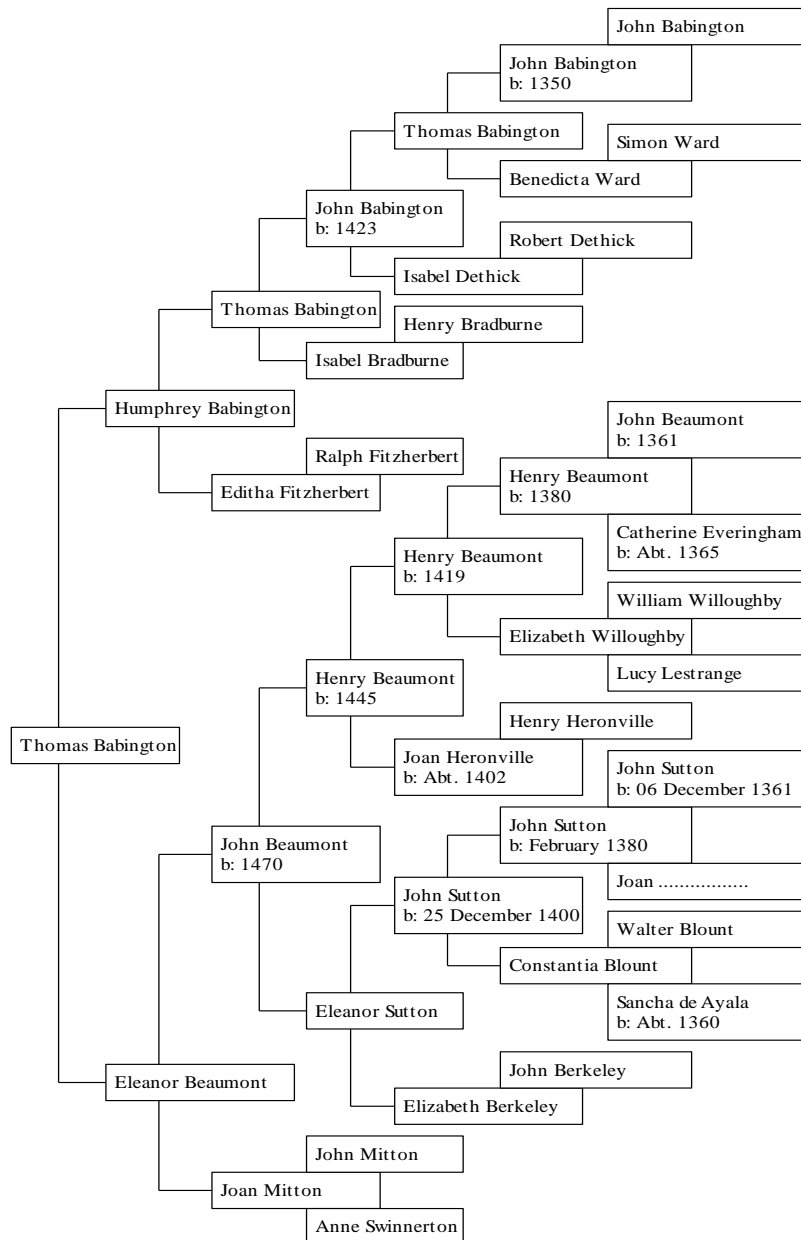 John Babington
John Babington
b: 1350
Thomas Babington
Simon Ward
Benedicta Ward
John Babington
b: 1423
Robert Dethick
Isabel Dethick
Thomas Babington
Henry Bradburne
Isabel Bradburne
Humphrey Babington
John Beaumont
b: 1361
Ralph Fitzherbert
Henry Beaumont
b: 1380
Editha Fitzherbert
Catherine Everingham
b: Abt. 1365
Henry Beaumont
b: 1419
William Willoughby
Elizabeth Willoughby
Lucy Lestrange
Henry Beaumont
b: 1445
Henry Heronville
Thomas Babington
Joan Heronville
b: Abt. 1402
John Sutton
b: 06 December 1361
John Sutton
b: February 1380
John Beaumont
b: 1470
Joan .................
John Sutton
b: 25 December 1400
Walter Blount
Constantia Blount
Eleanor Sutton
Sancha de Ayala
b: Abt. 1360
John Berkeley
Eleanor Beaumont
Elizabeth Berkeley
John Mitton
Joan Mitton
Anne Swinnerton